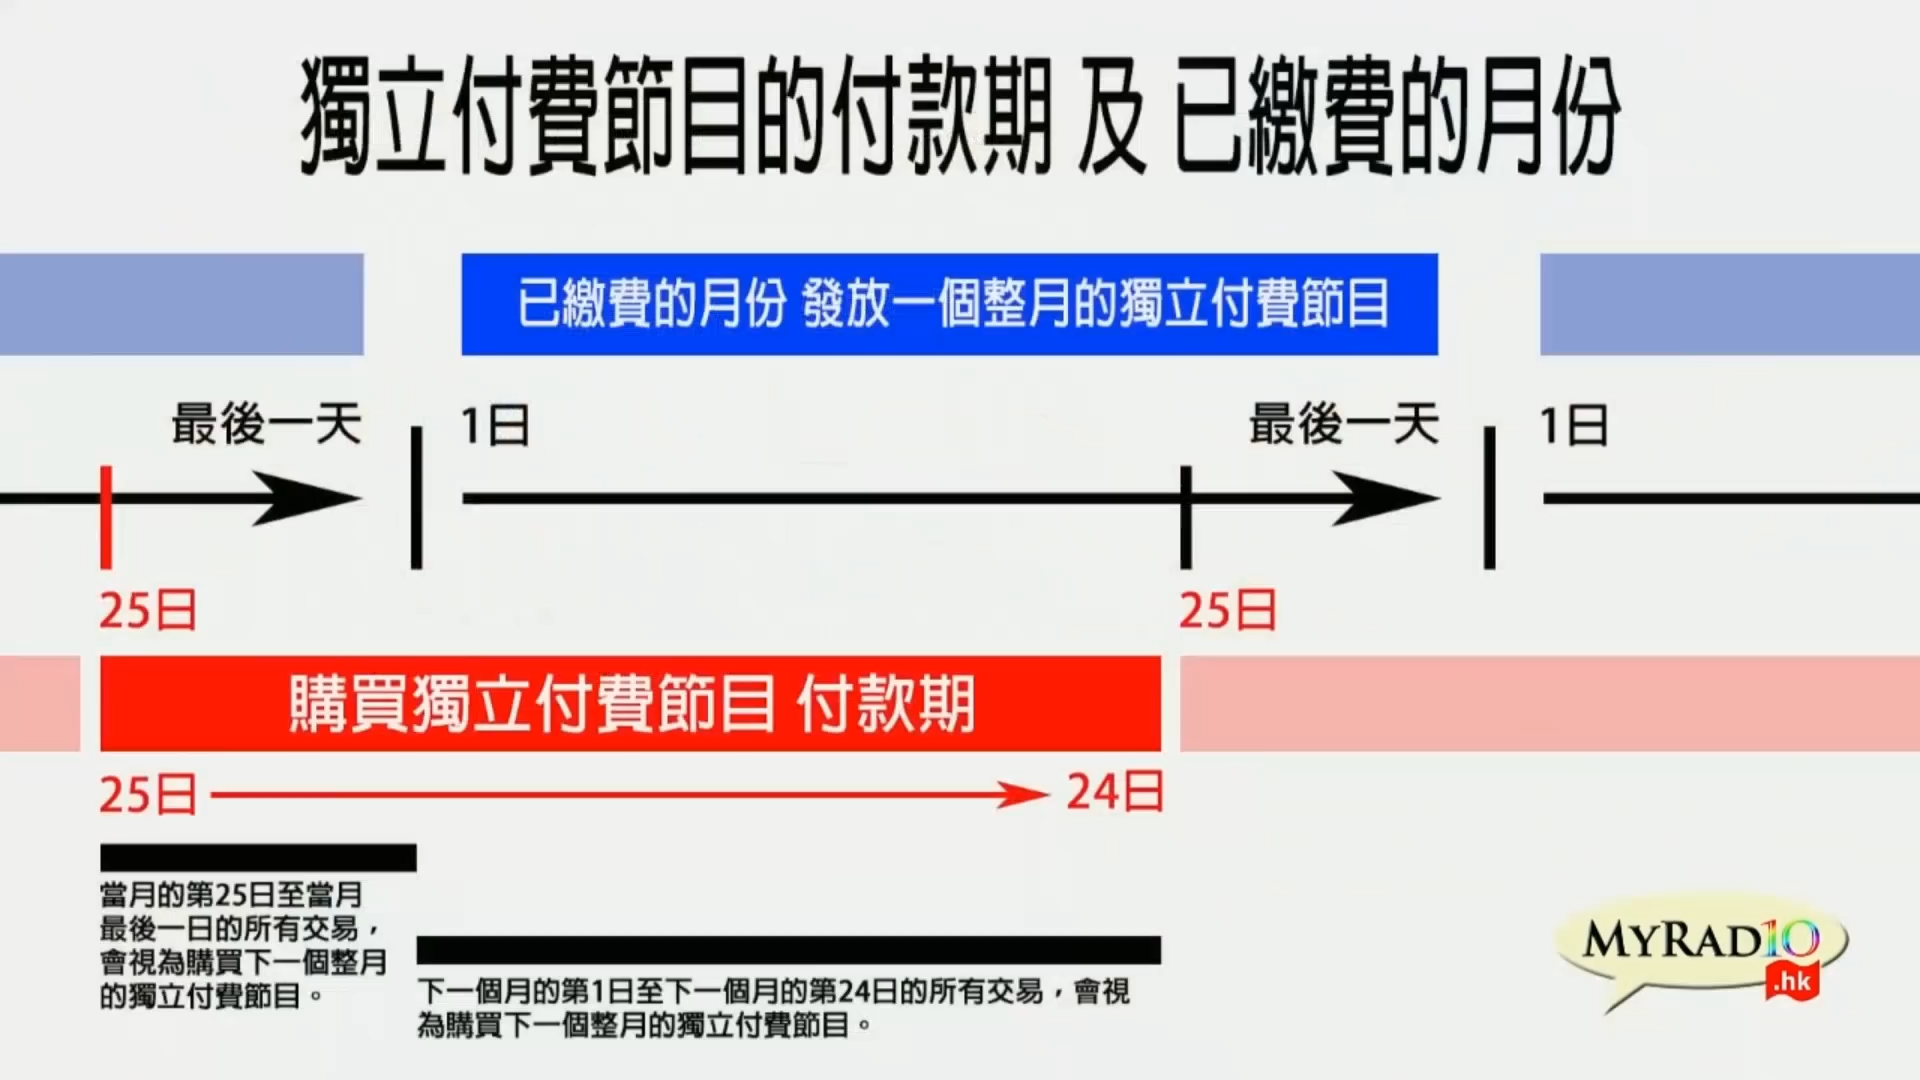 獨立付費節目的付款期 及 已繳費的月份
已繳費的月份 發放一個整月的獨立付費節目
最後一天
1日
最後一天
1日
25日
25日
購買獨立付費節目 付款期
25日
24日
當月的第25日至當月
最後一日的所有交易，
會視為購買下一個整月
的獨立付費節目。
下一個月的第1日至下一個月的第24日的所有交易，會視
為購買下一個整月的獨立付費節目。
MYRAD10
.hk